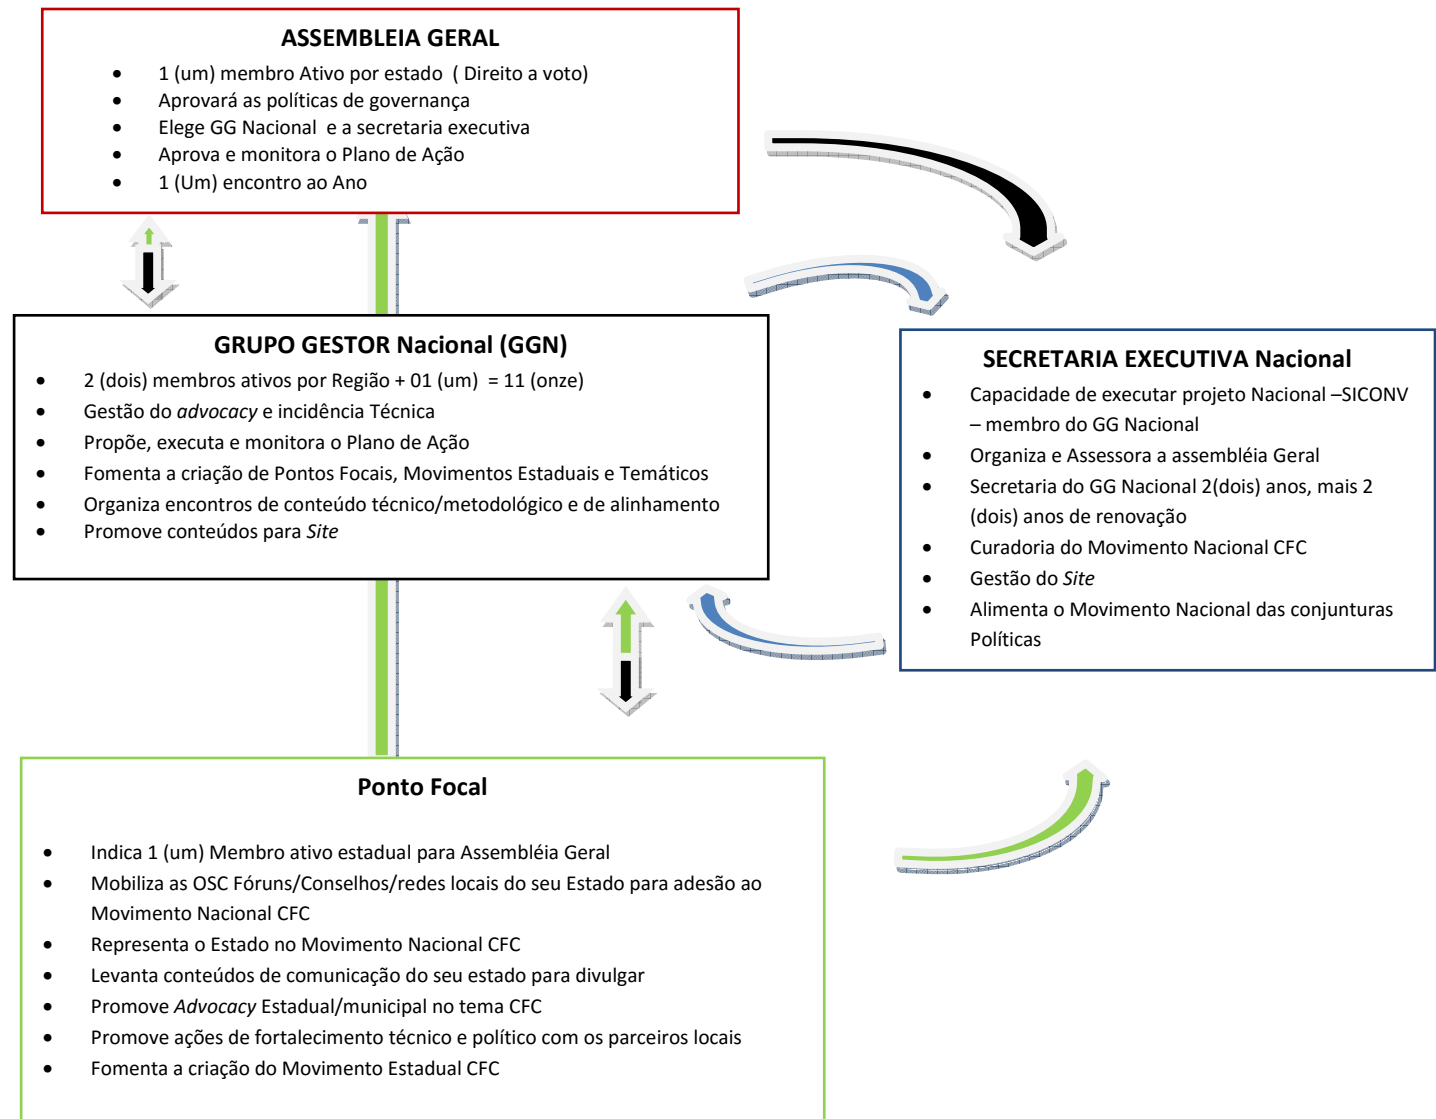 ASSEMBLEIA GERAL
• 1 (um) membro Ativo por estado ( Direito a voto)
• Aprovará as políticas de governança
• Elege GG Nacional e a secretaria executiva
• Aprova e monitora o Plano de Ação
• 1 (Um) encontro ao Ano
GRUPO GESTOR Nacional (GGN)
• 2 (dois) membros ativos por Região + 01 (um) = 11 (onze)
• Gestão do advocacy e incidência Técnica
• Propõe, executa e monitora o Plano de Ação
• Fomenta a criação de Pontos Focais, Movimentos Estaduais e Temáticos
• Organiza encontros de conteúdo técnico/metodológico e de alinhamento
• Promove conteúdos para Site
SECRETARIA EXECUTIVA Nacional
• Capacidade de executar projeto Nacional –SICONV
– membro do GG Nacional
• Organiza e Assessora a assembléia Geral
• Secretaria do GG Nacional 2(dois) anos, mais 2
(dois) anos de renovação
• Curadoria do Movimento Nacional CFC
• Gestão do Site
• Alimenta o Movimento Nacional das conjunturas
Políticas
Ponto Focal
• Indica 1 (um) Membro ativo estadual para Assembléia Geral
• Mobiliza as OSC Fóruns/Conselhos/redes locais do seu Estado para adesão ao
Movimento Nacional CFC
• Representa o Estado no Movimento Nacional CFC
• Levanta conteúdos de comunicação do seu estado para divulgar
• Promove Advocacy Estadual/municipal no tema CFC
• Promove ações de fortalecimento técnico e político com os parceiros locais
• Fomenta a criação do Movimento Estadual CFC